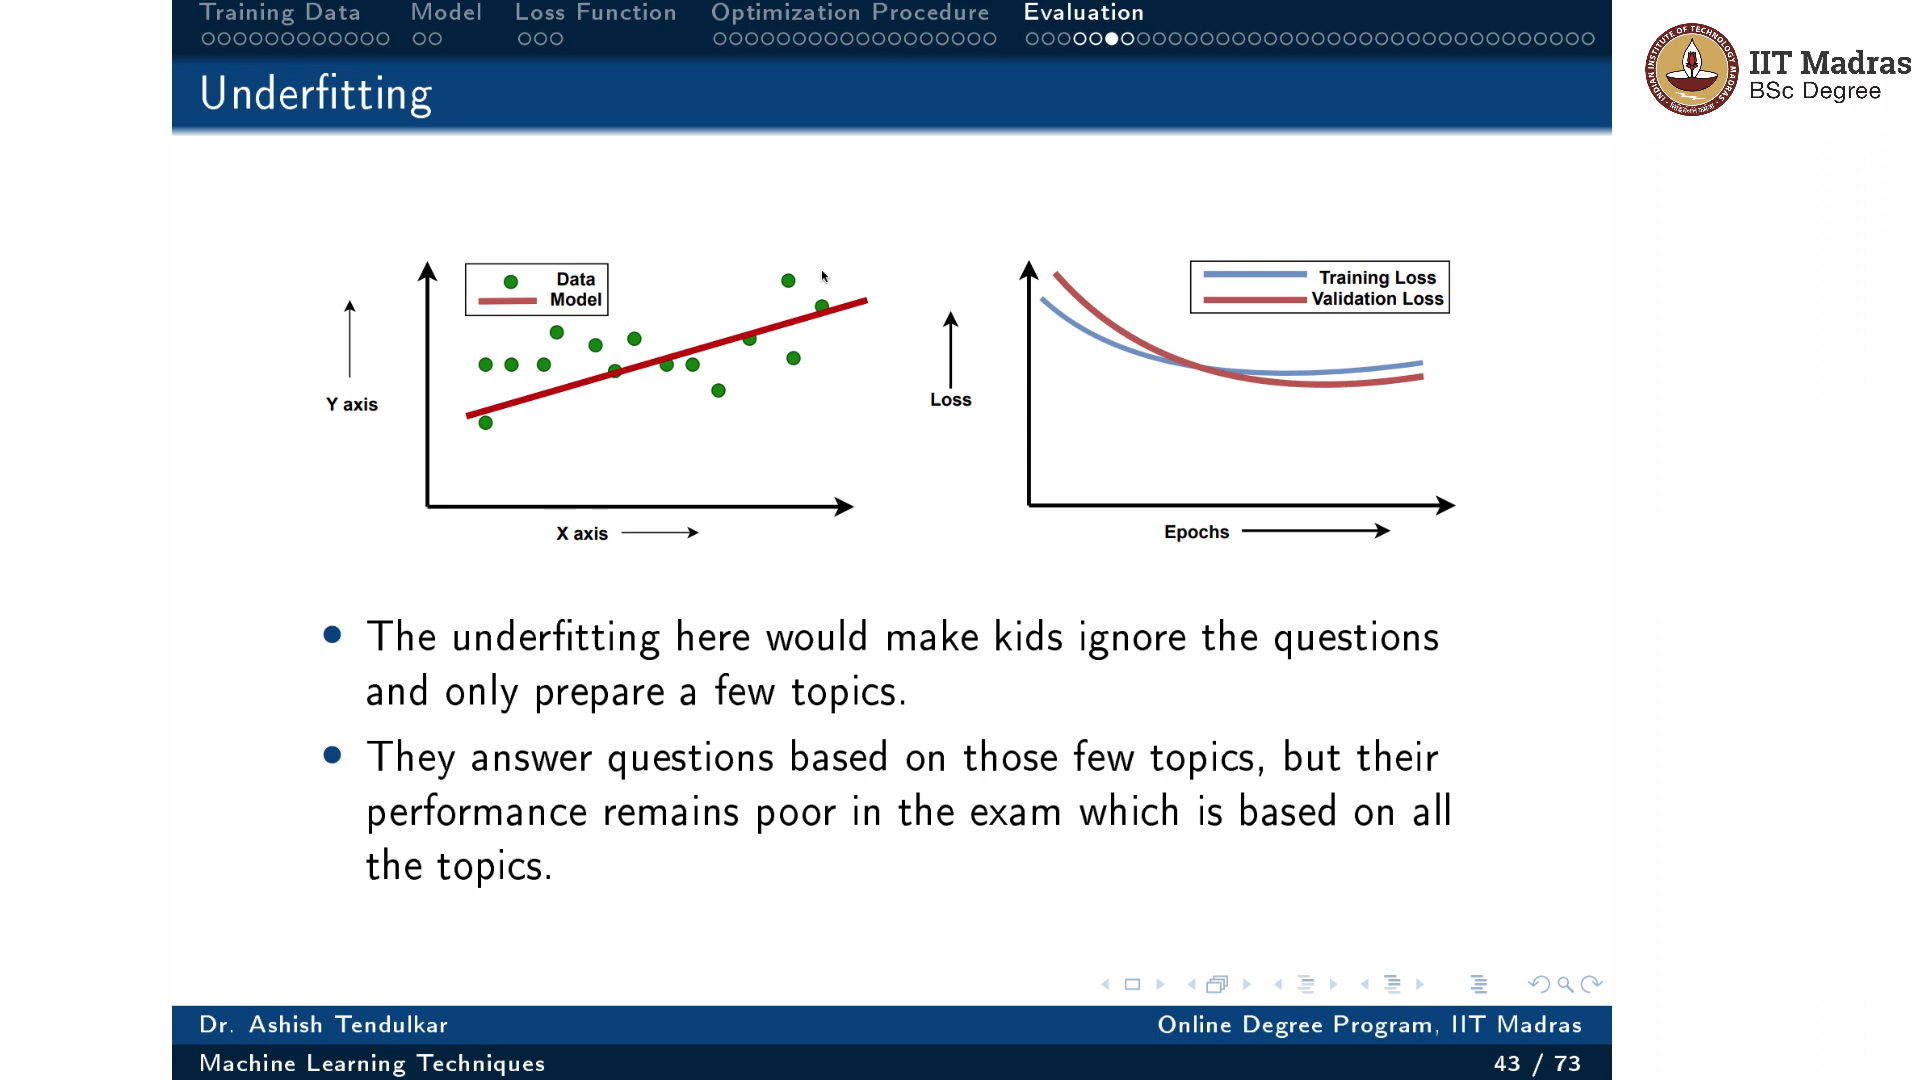 Training Data Model Loss Function Optimization Procedure Evaluation
IIT Madras
BSc Degree
Underfitting
Data
Model
Y axis
X axis
Training Loss
Validation Loss
Loss
Epochs
The underfitting here would make kids ignore the questions
and only prepare a few topics.
They answer questions based on those few topics, but their
performance remains poor in the exam which is based on all
the topics.
Dr. Ashish Tendulkar Online Degree Program, IIT Madras
Machine Learning Techniques 43 / 73